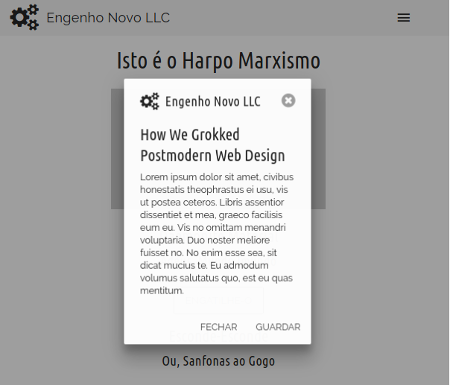 Engenho Novo LLC
Isto é o Harpo Marxismo
Engenho Novo LLC
How We Grokked
Postmodern Web Design
Lorem ipsum dolor sit amet, civibus
honestatis theophrastus ei usu, vis
ut postea ceteros. Libris assentior
dissentiet et mea, graeco facilisis
eum eu. Vis no omittam menandri
voluptaria. Duo noster meliore
fuisset no. No enim esse sea, sit
dicat mucius te. Eu admodum
volumus salutatus quo, est eu quas
mentitum.
FECHAR GUARDAR
Ou, Sanfonas ao Gogo